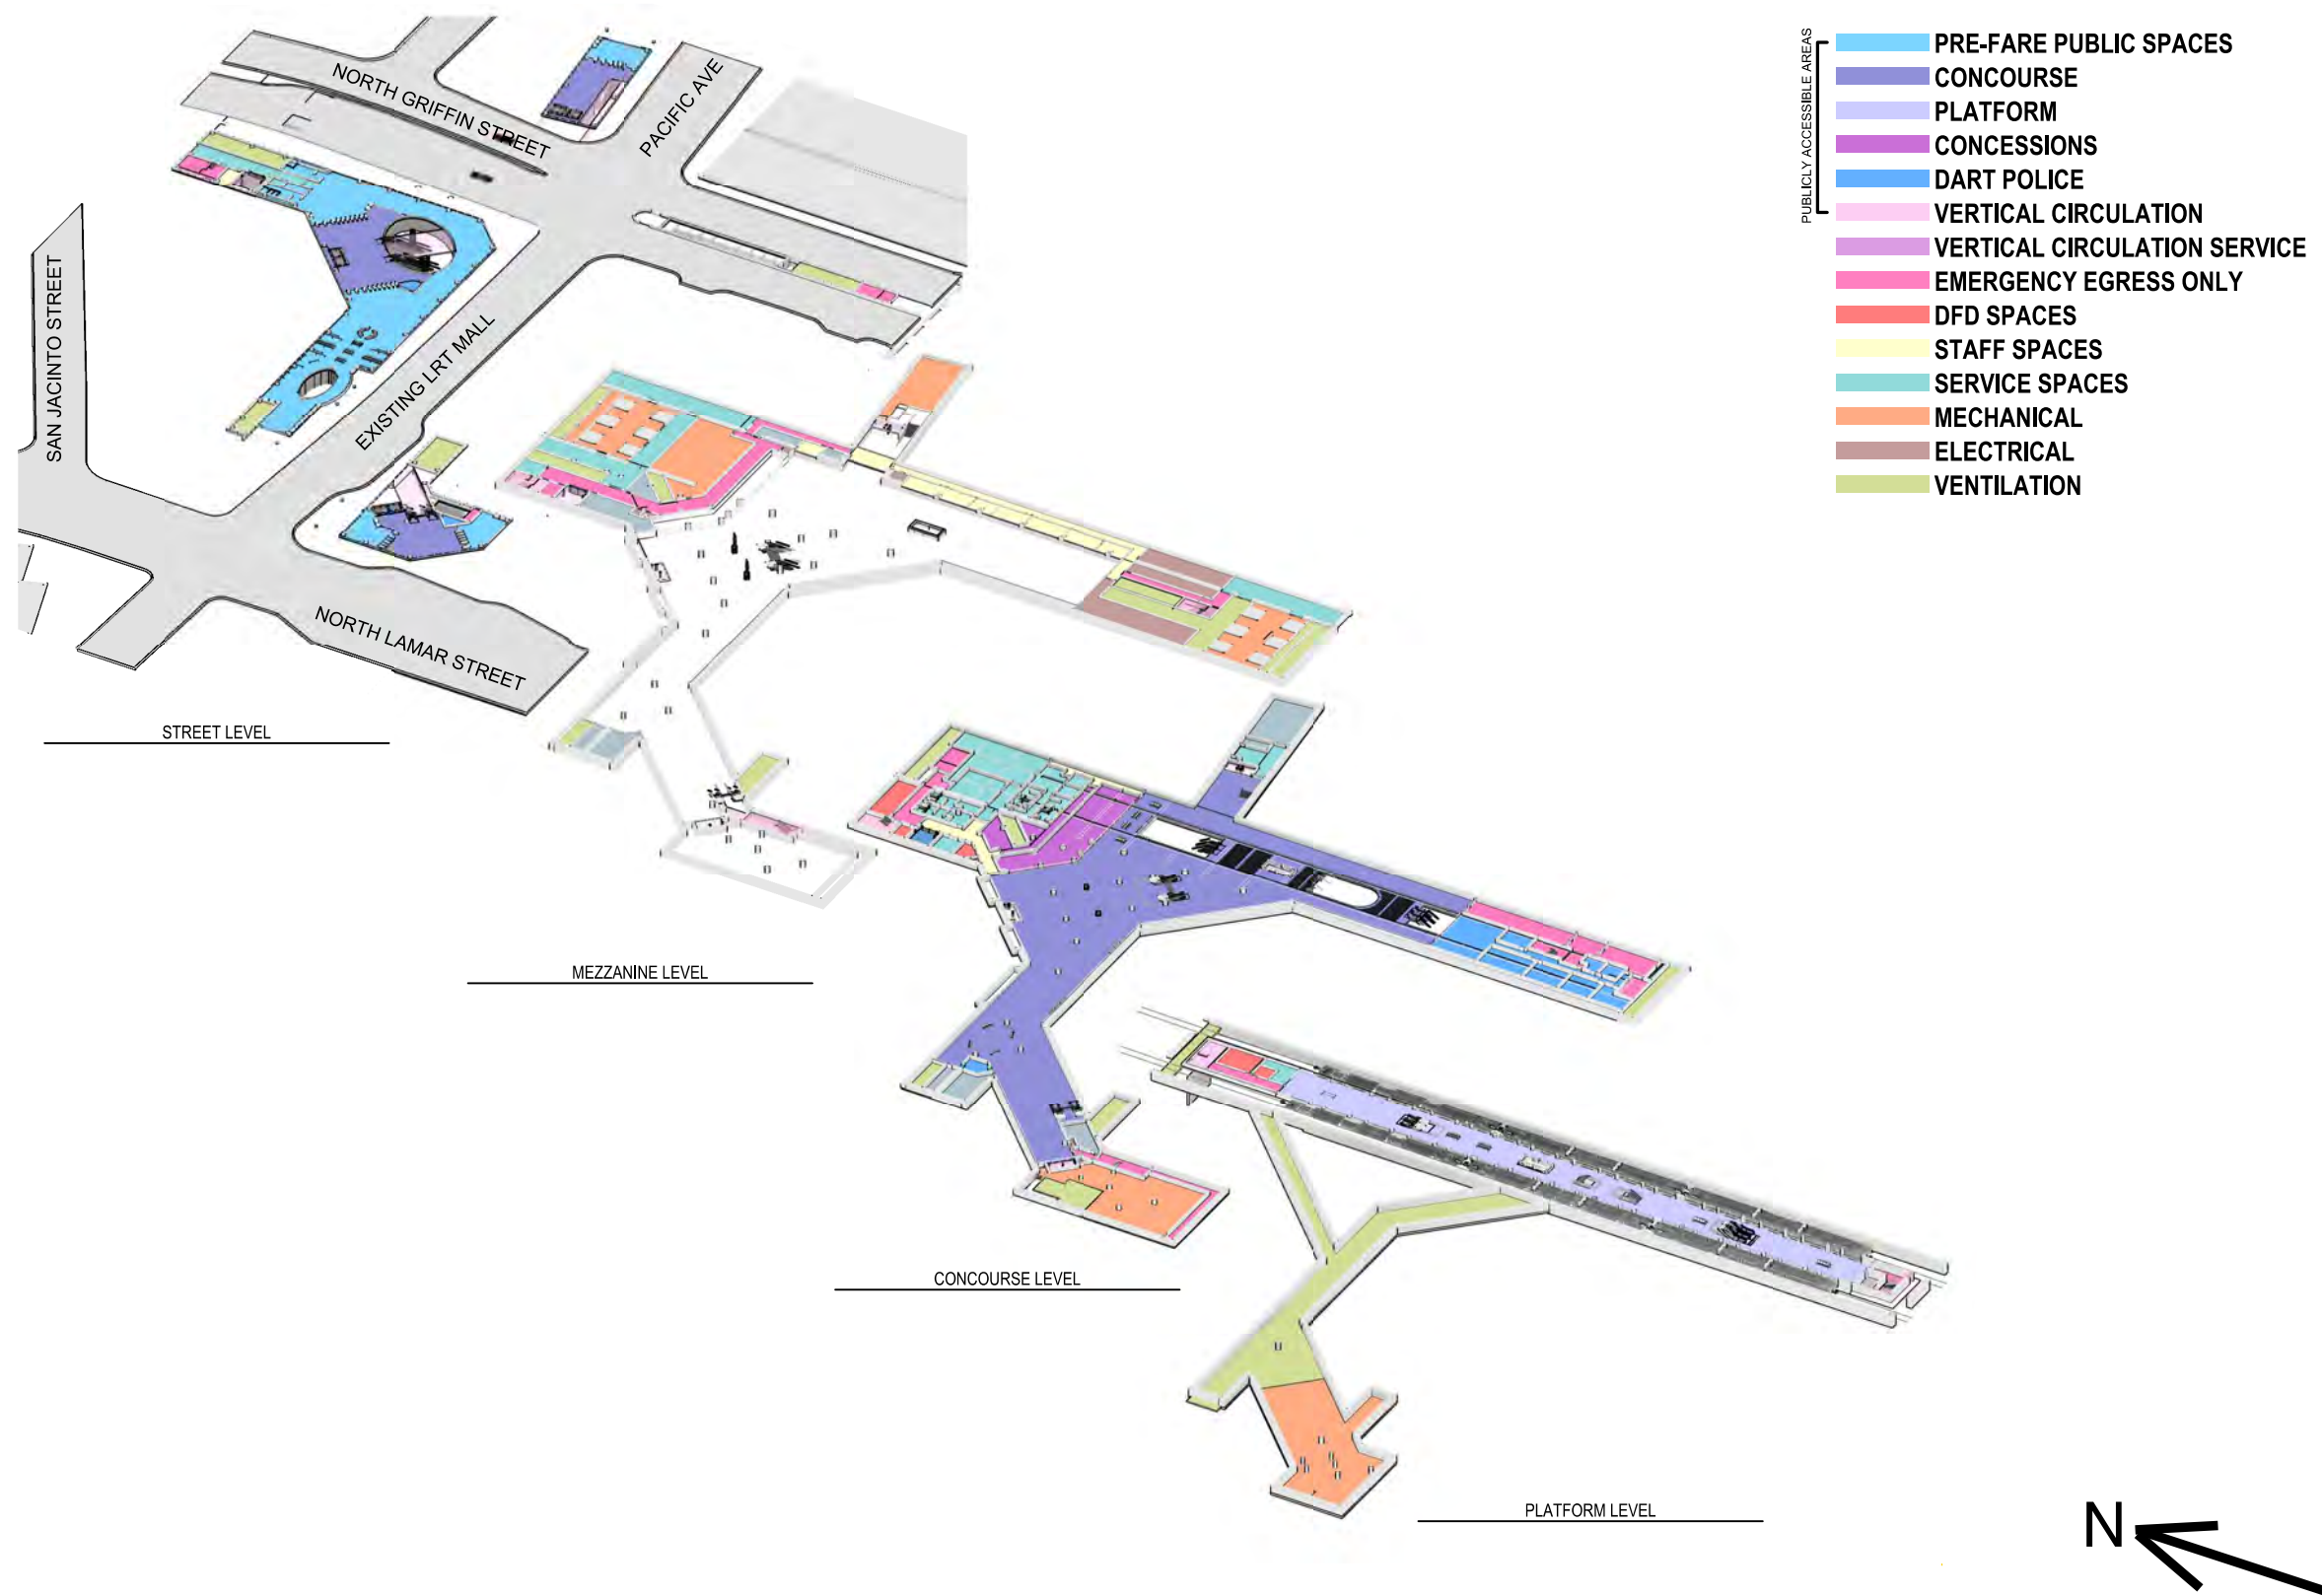 NORTH GRIFFIN STREET
PACIFIC AVE
SAN JACINTO STREET
EXISTING LRT MALL
NORTH LAMAR STREET
STREET LEVEL
MEZZANINE LEVEL
CONCOURSE LEVEL
PLATFORM LEVEL
PUBLICLY ACCESSIBLE AREAS
PRE-FARE PUBLIC SPACES
CONCOURSE
PLATFORM
CONCESSIONS
DART POLICE
VERTICAL CIRCULATION
VERTICAL CIRCULATION SERVICE
EMERGENCY EGRESS ONLY
DFD SPACES
STAFF SPACES
SERVICE SPACES
MECHANICAL
ELECTRICAL
VENTILATION
N